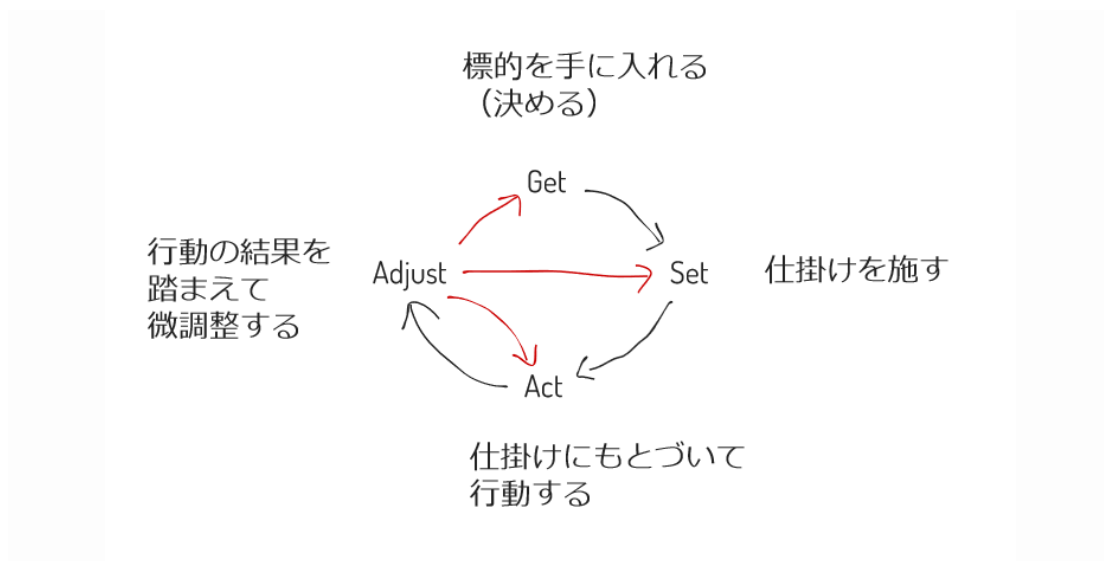 標的を手に入れる
（決める）
Get
行動の結果を
踏まえて
微調整する
Adjust
Set
仕掛けを施す
Act
仕掛けにもとづいて
行動する